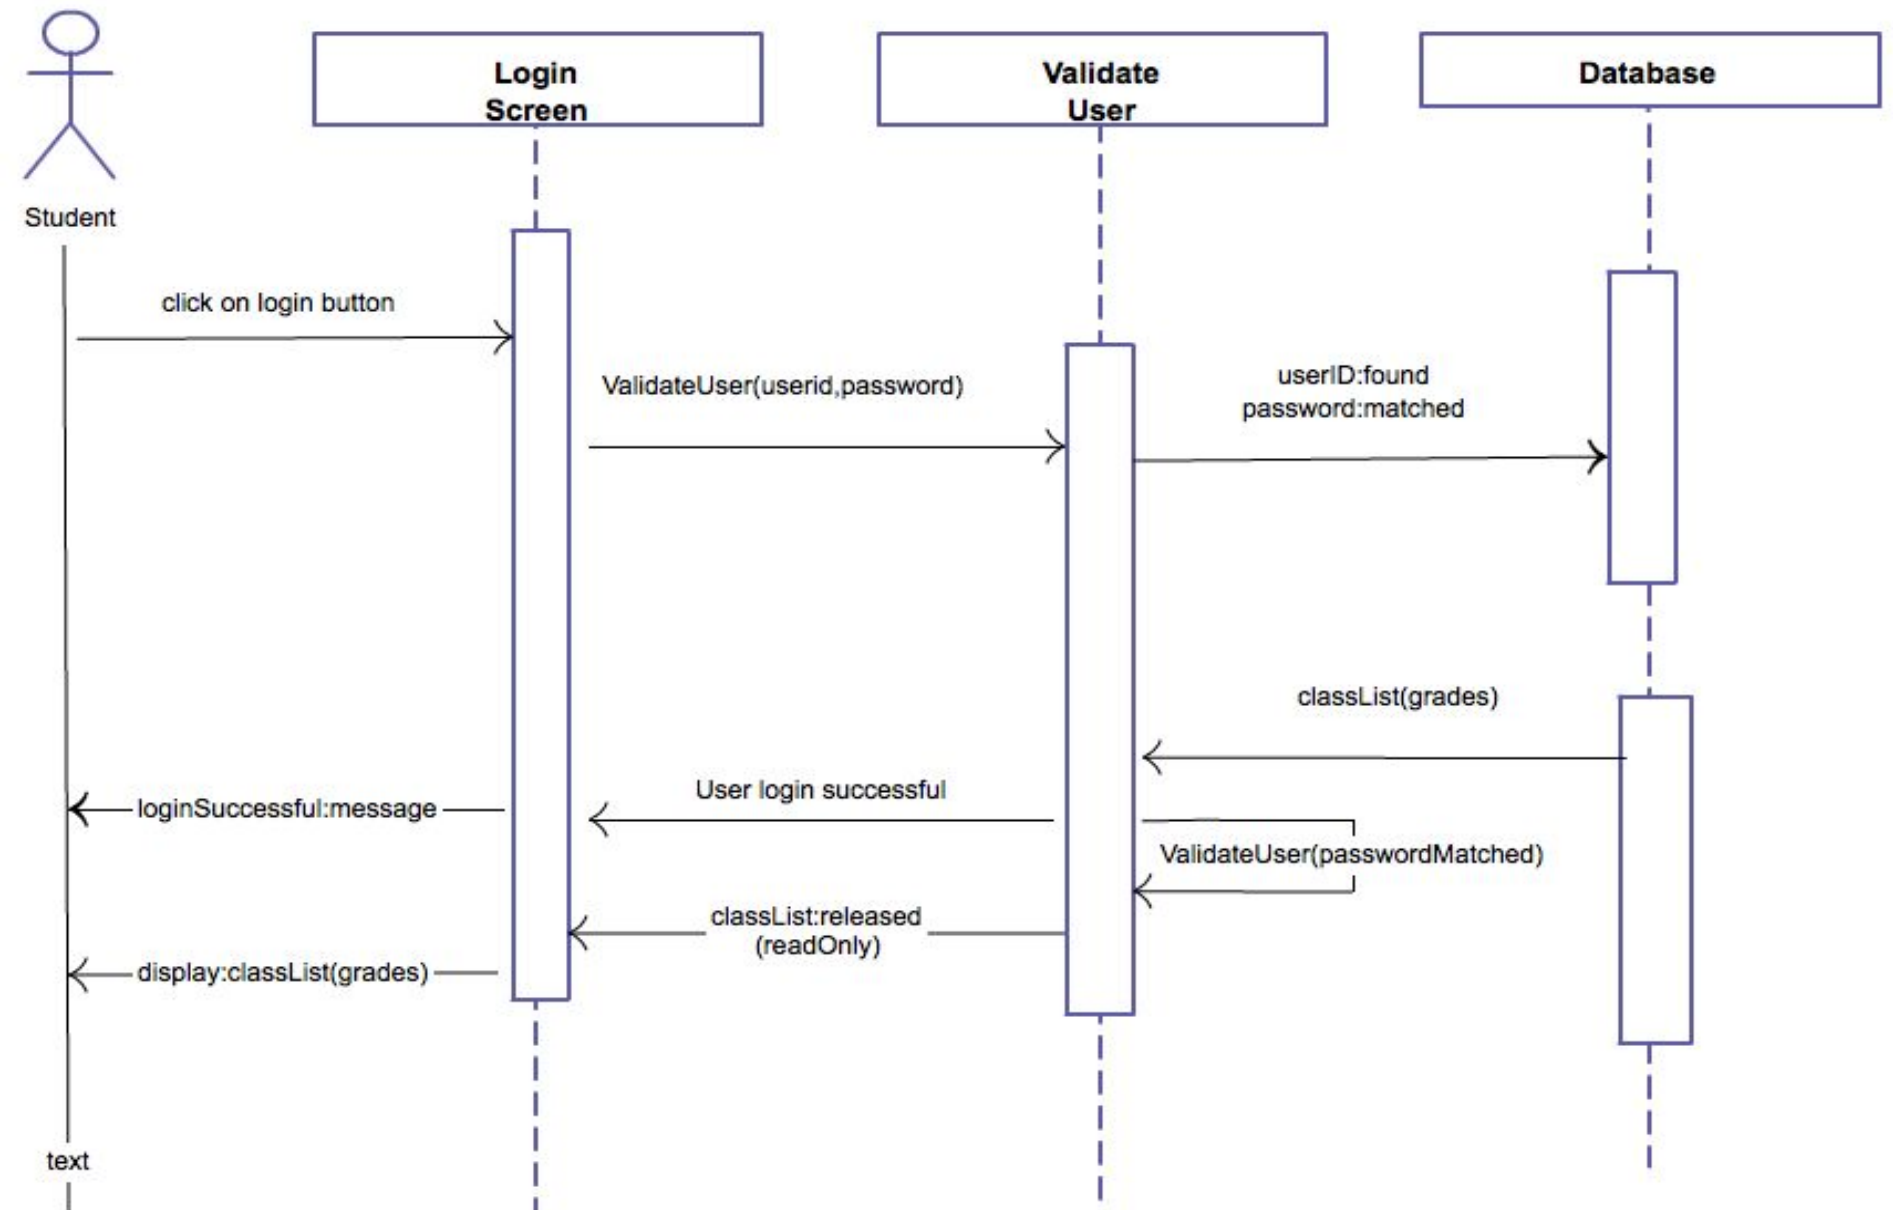 Login
Screen
Validate
User
Database
Student
click on login button
ValidateUser(userid,password)
userID:found
password:matched
classList(grades)
User login successful
loginSuccessful:message
ValidateUser(passwordMatched)
classList:released
(readOnly)
display:classList(grades)
text